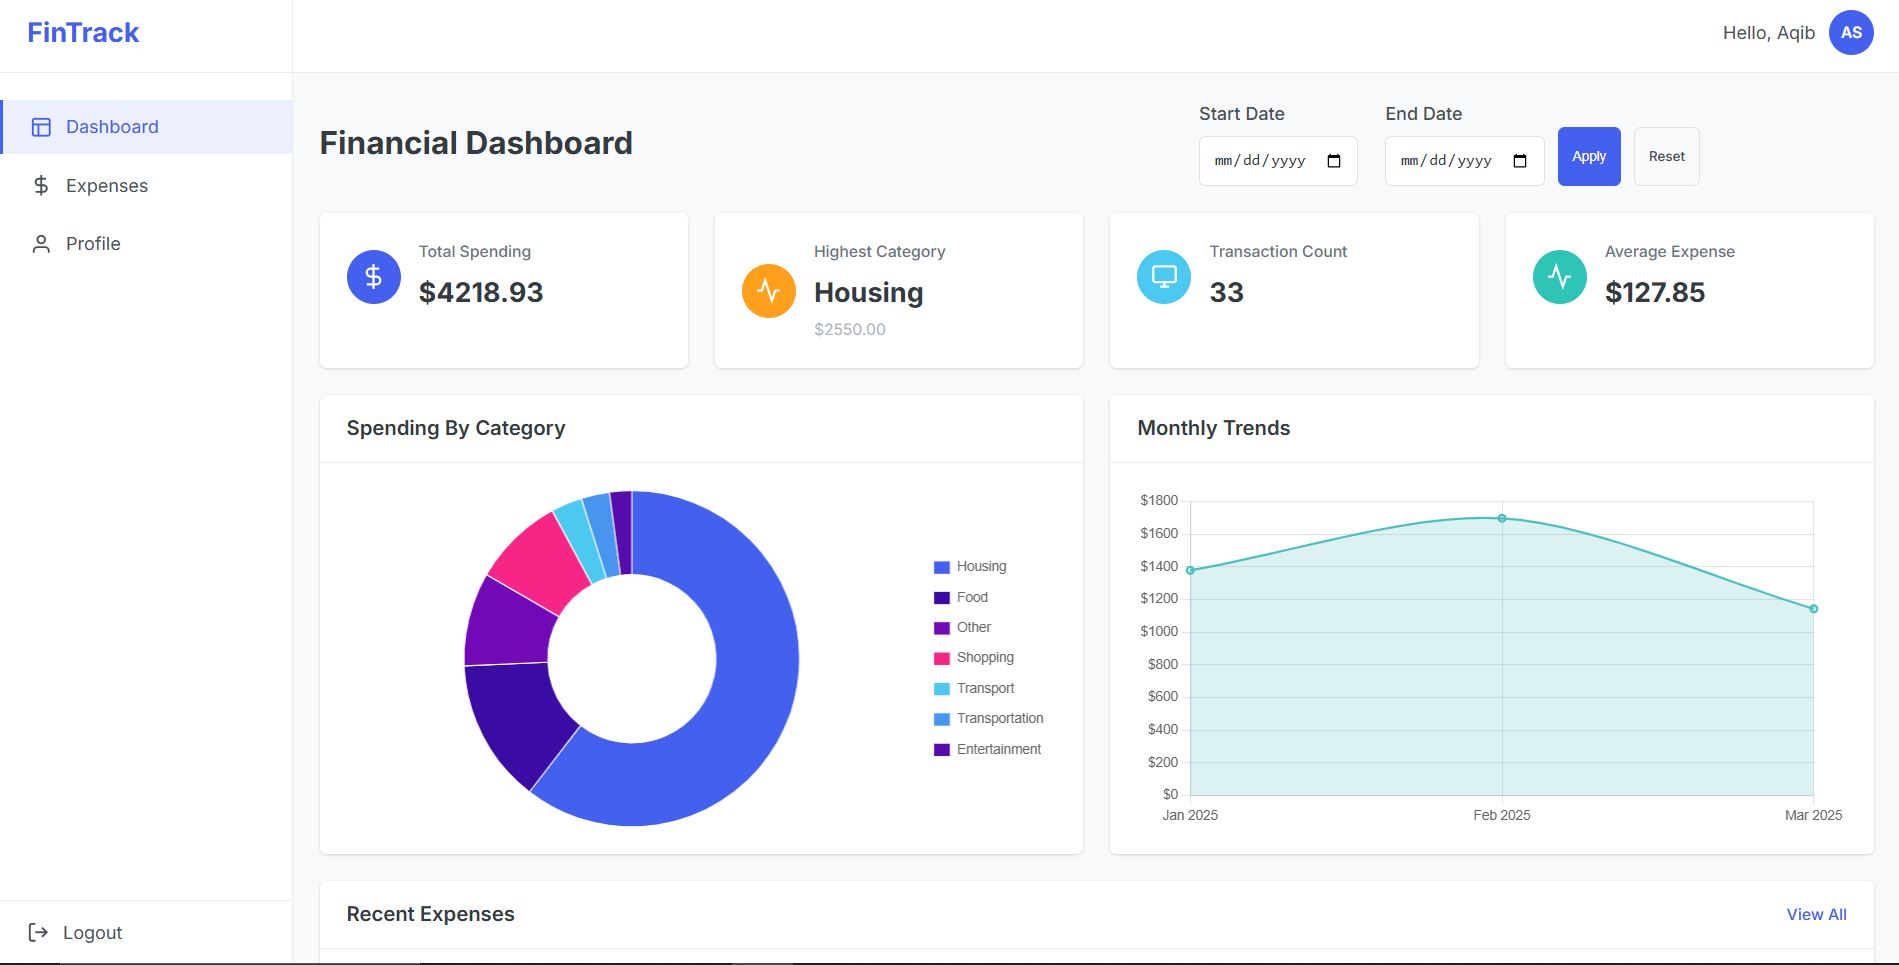 FinTrack
Hello, Aqib
AS
Dashboard
Expenses
Profile
Logout
Financial Dashboard
Start Date
End Date
mm/dd/yyyy
mm/dd/yyyy
Apply
Reset
Total Spending
$4218.93
Highest Category
Housing
$2550.00
Transaction Count
33
Average Expense
$127.85
Spending By Category
Housing
Food
Other
Shopping
Transport
Transportation
Entertainment
Monthly Trends
$1800
$1600
$1400
$1200
$1000
$800
$600
$400
$200
$0
Jan 2025
Feb 2025
Mar 2025
Recent Expenses
View All